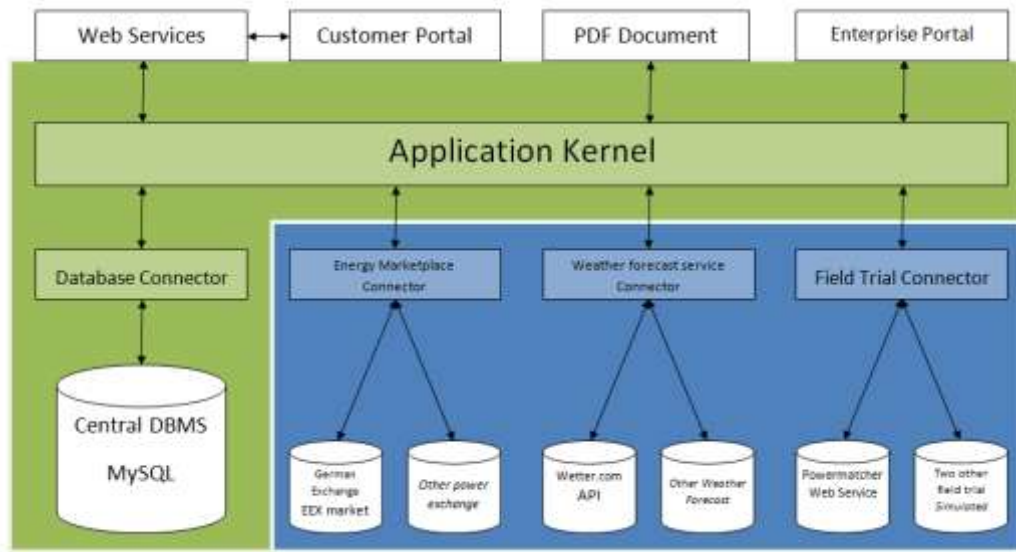 Web Services
Customer Portal
PDF Document
Enterprise Portal
Application Kernel
Database Connector
Energy Marketplace
Connector
Weather forecast service
Connector
Field Trial Connector
Central DBMS
MySQL
German
Exchange
EEX market
Other power
exchange
Wetter.com
API
Other Weather
Forecast
Powermatcher
Web Service
Two other
field trial
Simulated